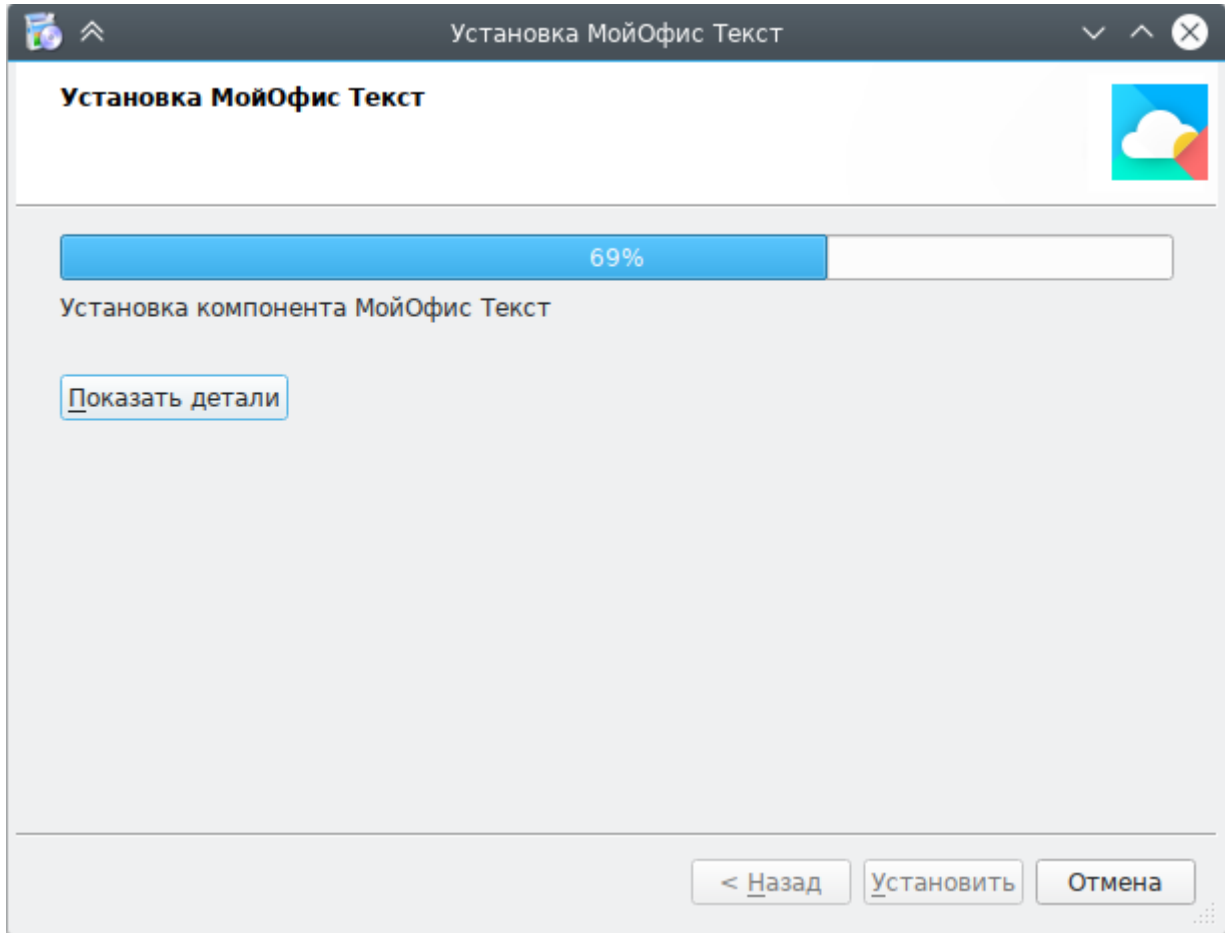 Установка МойОфис Текст
Установка МойОфис Текст
69%
Установка компонента МойОфис Текст
Показать детали
< Назад Установить Отмена